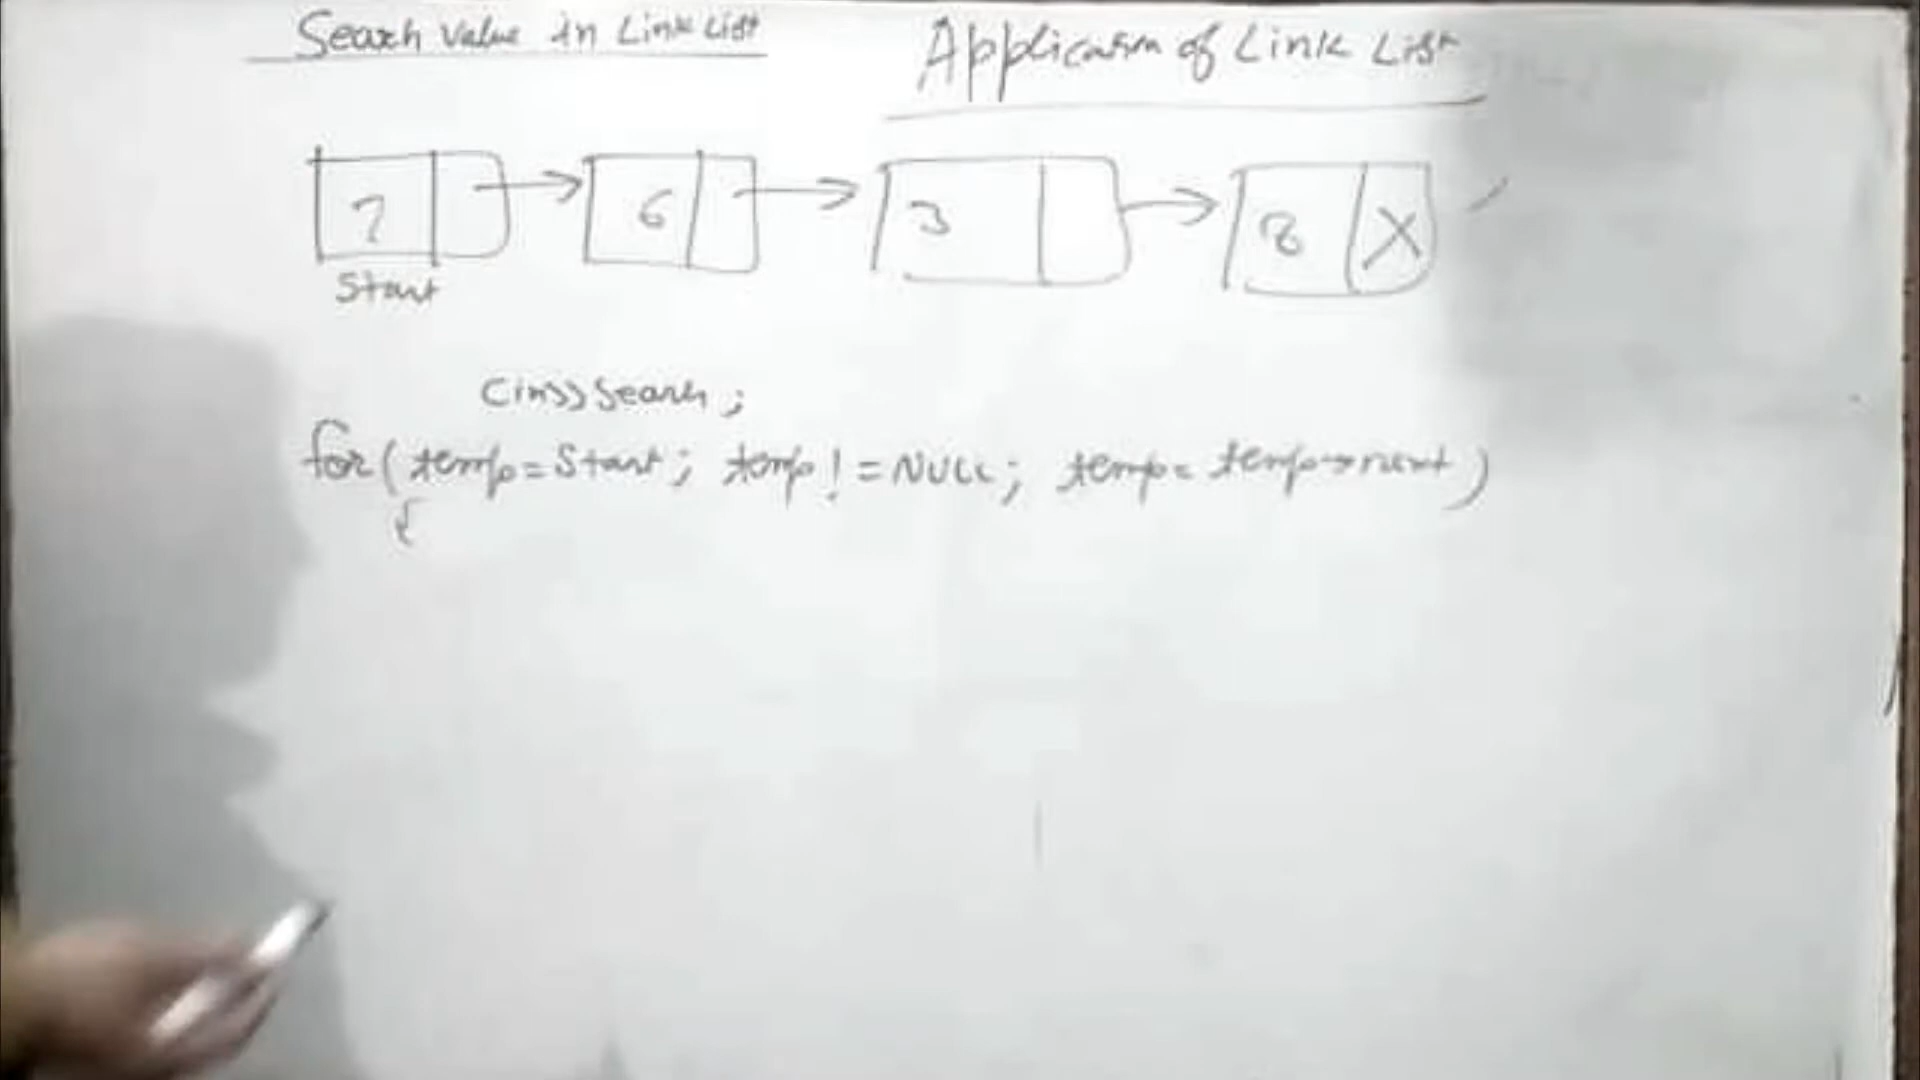 Search value in Link List
Application of Link List
7 6 3 8 X
Start
Cin>>Search;
for(temp=Start; temp!=NULL; temp=temp→next)
{